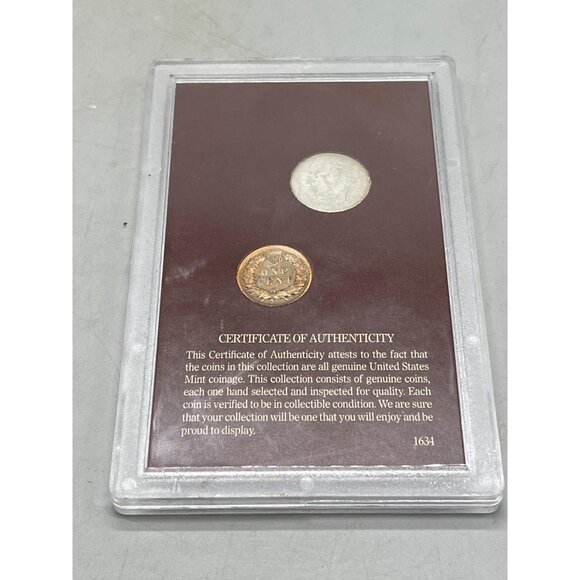 ONE
CENT
CERTIFICATE OF AUTHENTICITY
This Certificate of Authenticity attests to the fact that
the coins in this collection are all genuine United States
Mint coinage. This collection consists of genuine coins,
each one hand selected and inspected for quality. Each
coin is verified to be in collectible condition. We are sure
that your collection will be one that you will enjoy and be
proud to display.
1634